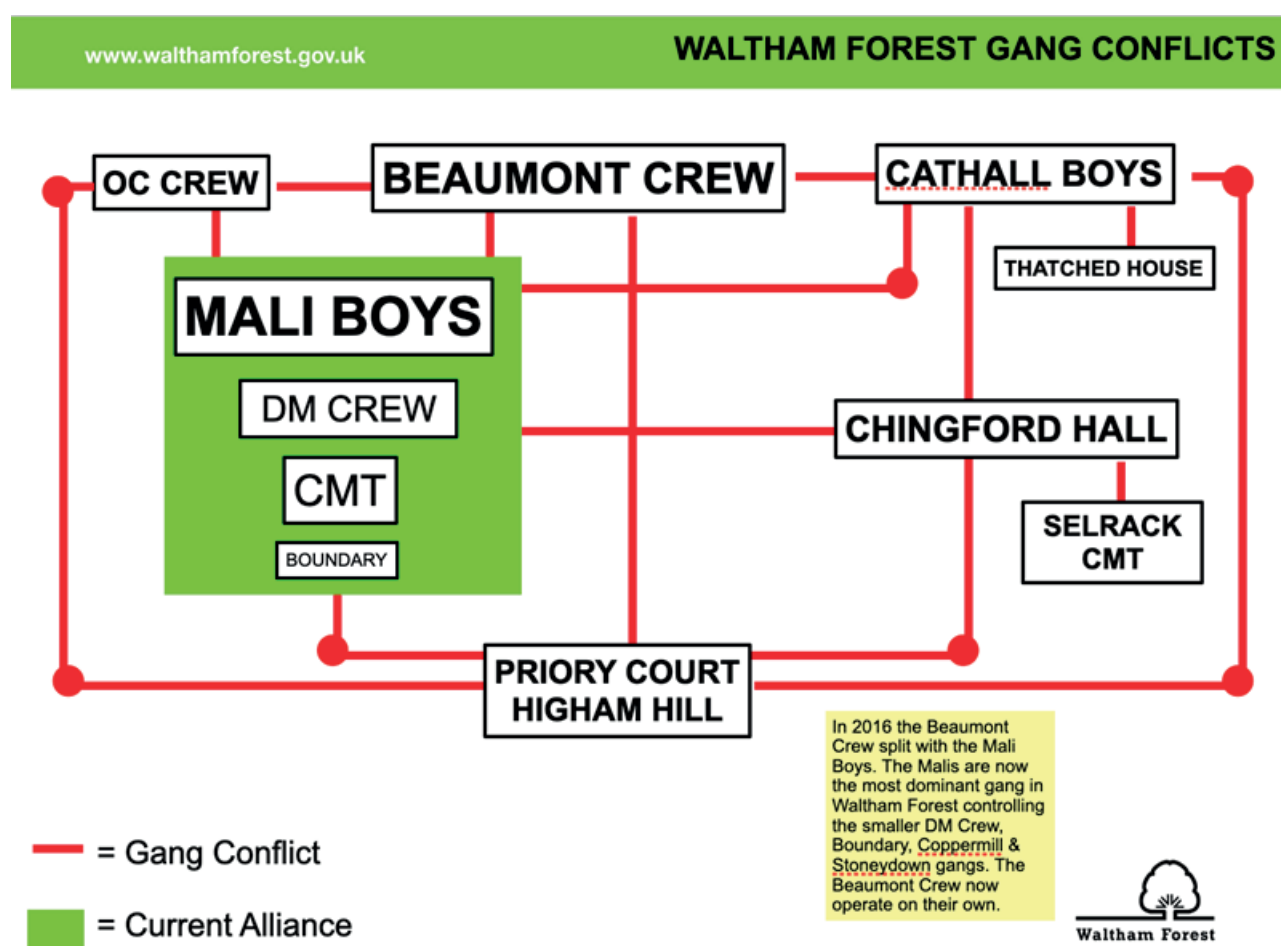 www.walthamforest.gov.uk
WALTHAM FOREST GANG CONFLICTS
OC CREW
BEAUMONT CREW
CATHALL BOYS
THATCHED HOUSE
MALI BOYS
DM CREW
CHINGFORD HALL
CMT
SELRACK
CMT
BOUNDARY
PRIORY COURT
HIGHAM HILL
In 2016 the Beaumont
Crew split with the Mali
Boys. The Malis are now
the most dominant gang in
Waltham Forest controlling
the smaller DM Crew,
Boundary, Coppermill &
Stoneydown gangs. The
Beaumont Crew now
operate on their own.
= Gang Conflict
= Current Alliance
Waltham Forest